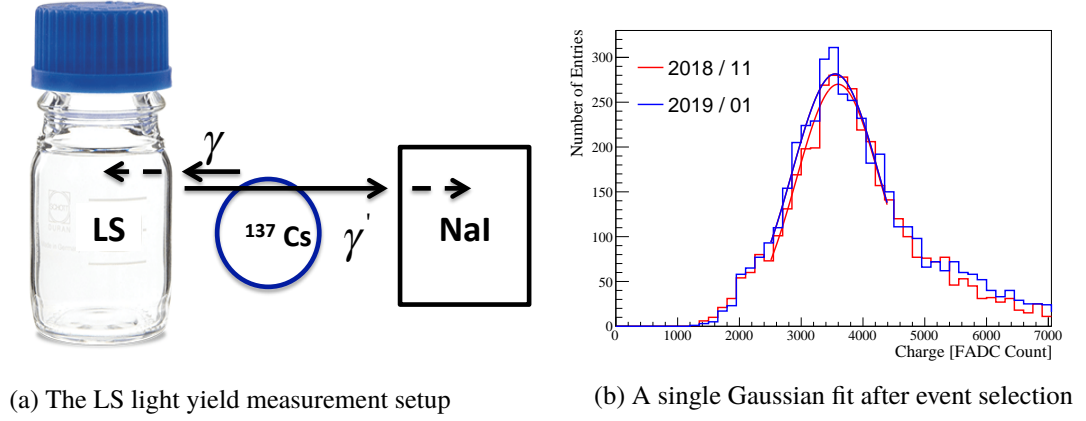 γ
LS
137 Cs
γ'
NaI
(a) The LS light yield measurement setup
Number of Entries
300
250
200
150
100
50
0
2018 / 11
2019 / 01
0 1000 2000 3000 4000 5000 6000 7000
Charge [FADC Count]
(b) A single Gaussian fit after event selection